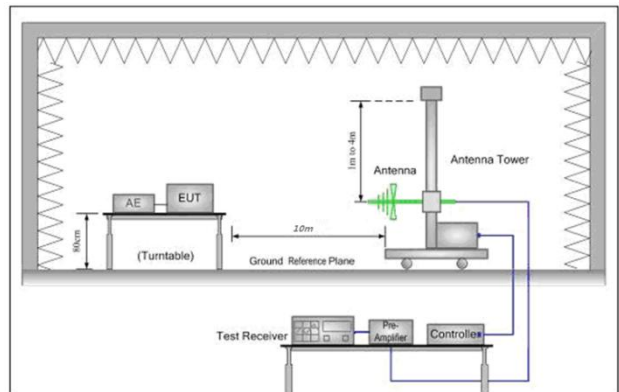 1m to 4m
Antenna
Antenna Tower
AE
EUT
80cm
(Turntable)
10m
Ground Reference Plane
Test Receiver
Pre-
Amplifier
Controller